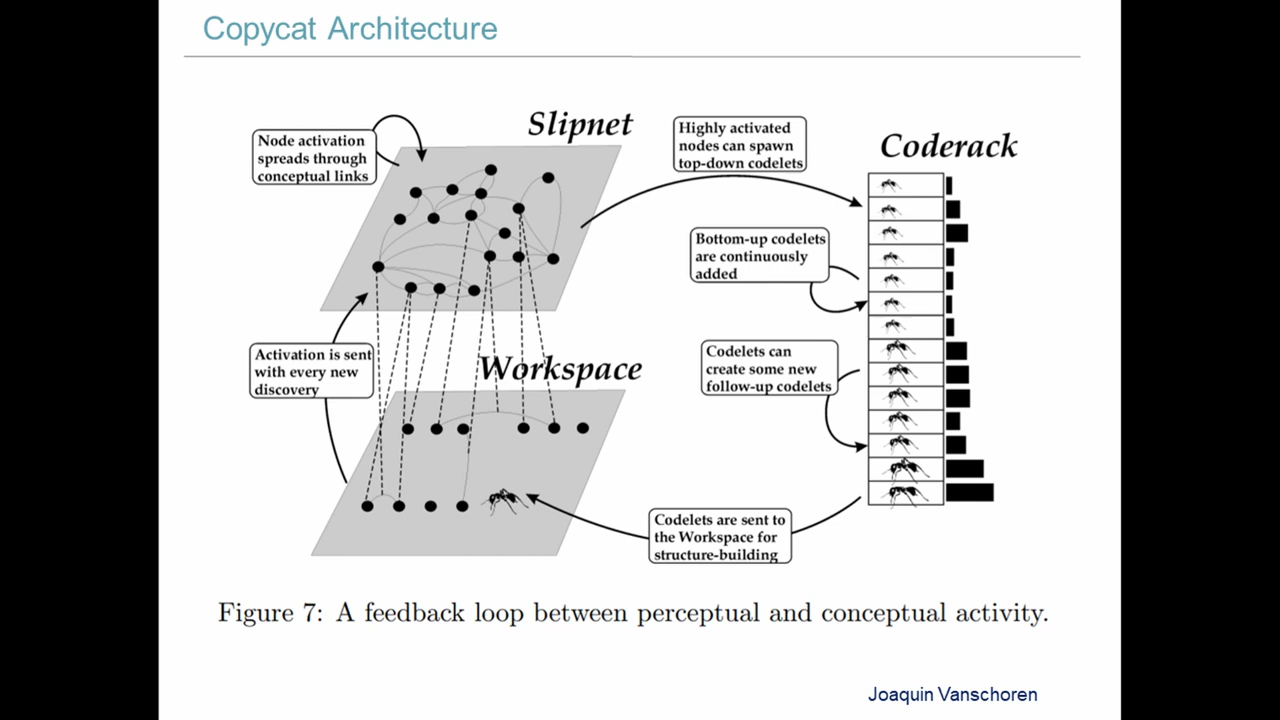 Copycat Architecture
Slipnet
Node activation
spreads through
conceptual links
Highly activated
nodes can spawn
top-down codelets
Coderack
Bottom-up codelets
are continuously
added
Activation is sent
with every new
discovery
Workspace
Codelets can
create some new
follow-up codelets
Codelets are sent to
the Workspace for
structure-building
Figure 7: A feedback loop between perceptual and conceptual activity.
Joaquin Vanschoren